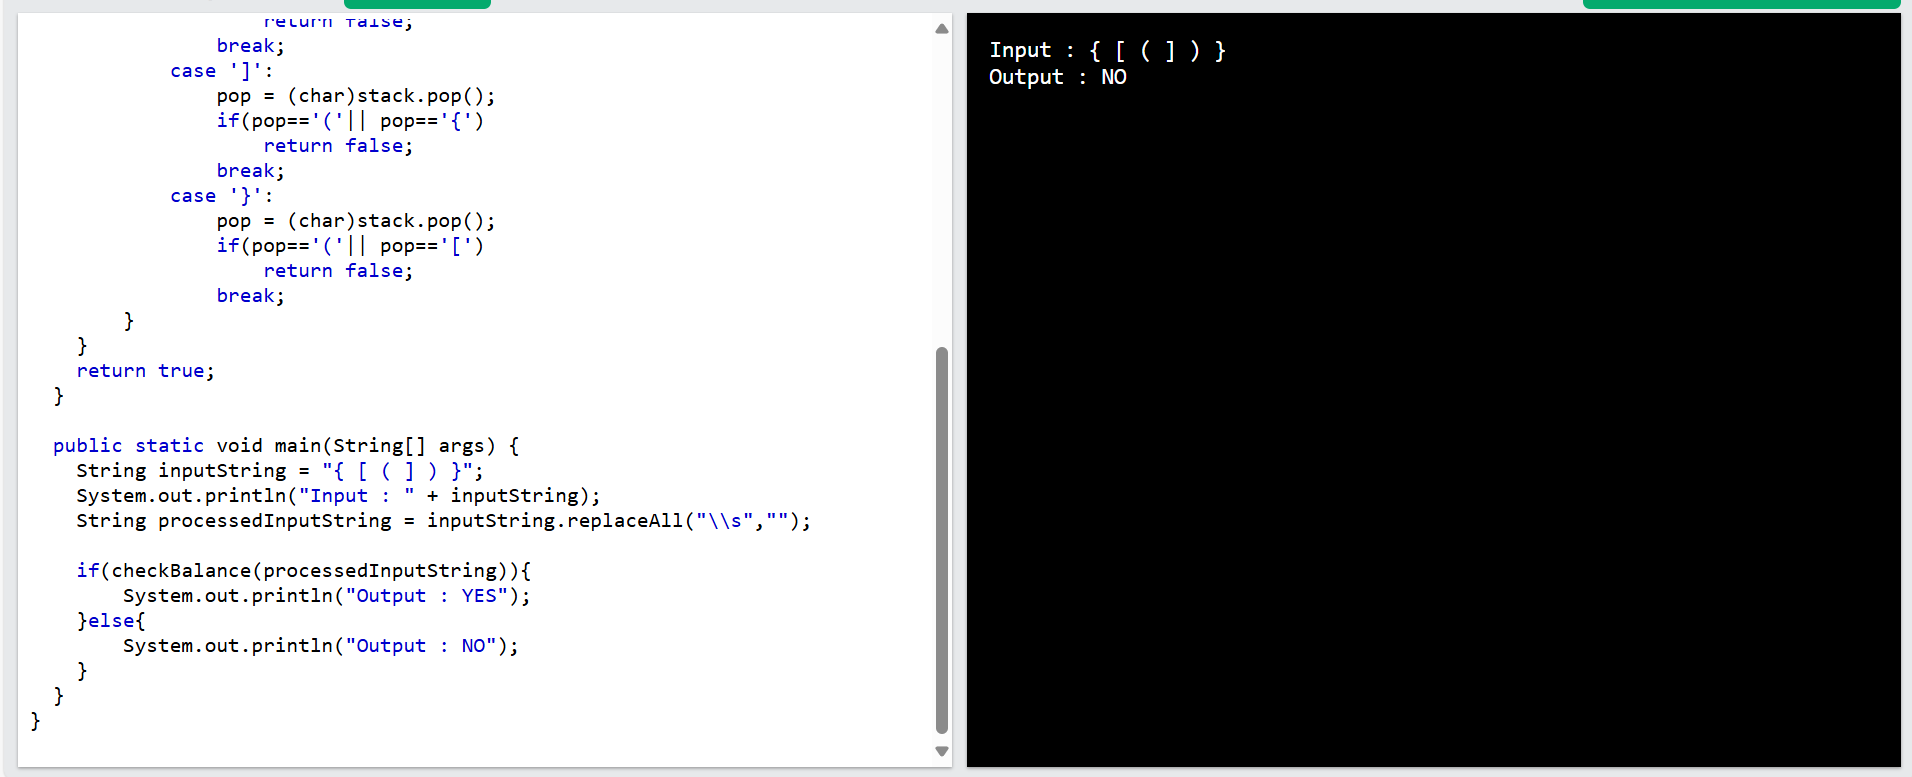 return false;
break;
case ']':
pop = (char)stack.pop();
if(pop=='('|| pop=='{')
return false;
break;
case '}':
pop = (char)stack.pop();
if(pop=='('|| pop=='[')
return false;
break;
}
}
return true;
}
public static void main(String[] args) {
String inputString = "{ [ ( ] ) }";
System.out.println("Input : " + inputString);
String processedInputString = inputString.replaceAll("\\s","");
if(checkBalance(processedInputString)){
System.out.println("Output : YES");
}else{
System.out.println("Output : NO");
}
}
}
Input : { [ ( ] ) }
Output : NO